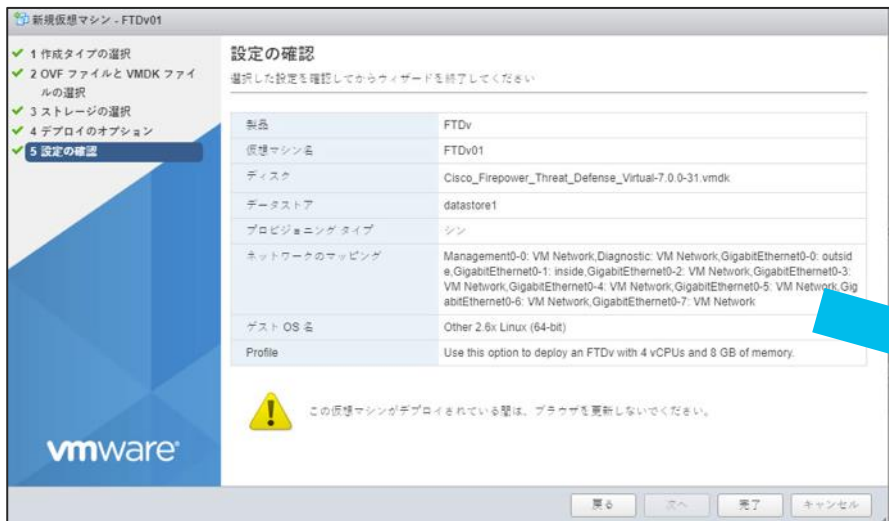 新規仮想マシン - FTDv01
1 作成タイプの選択
2 OVF ファイルと VMDK ファイ
ルの選択
3 ストレージの選択
4 デプロイのオプション
5 設定の確認
設定の確認
選択した設定を確認してからウィザードを終了してください
製品 FTDv
仮想マシン名 FTDv01
ディスク Cisco_Firepower_Threat_Defense_Virtual-7.0.0-31.vmdk
データストア datastore1
プロビジョニング タイプ シン
ネットワークのマッピング Management0-0: VM Network,Diagnostic: VM Network,GigabitEthernet0-0: outsid
e,GigabitEthernet0-1: inside,GigabitEthernet0-2: VM Network,GigabitEthernet0-3:
VM Network,GigabitEthernet0-4: VM Network,GigabitEthernet0-5: VM Network,Gig
abitEthernet0-6: VM Network,GigabitEthernet0-7: VM Network
ゲスト OS 名 Other 2.6x Linux (64-bit)
Profile Use this option to deploy an FTDv with 4 vCPUs and 8 GB of memory.
この仮想マシンがデプロイされている間は、ブラウザを更新しないでください。
vmware
戻る 次へ 完了 キャンセル